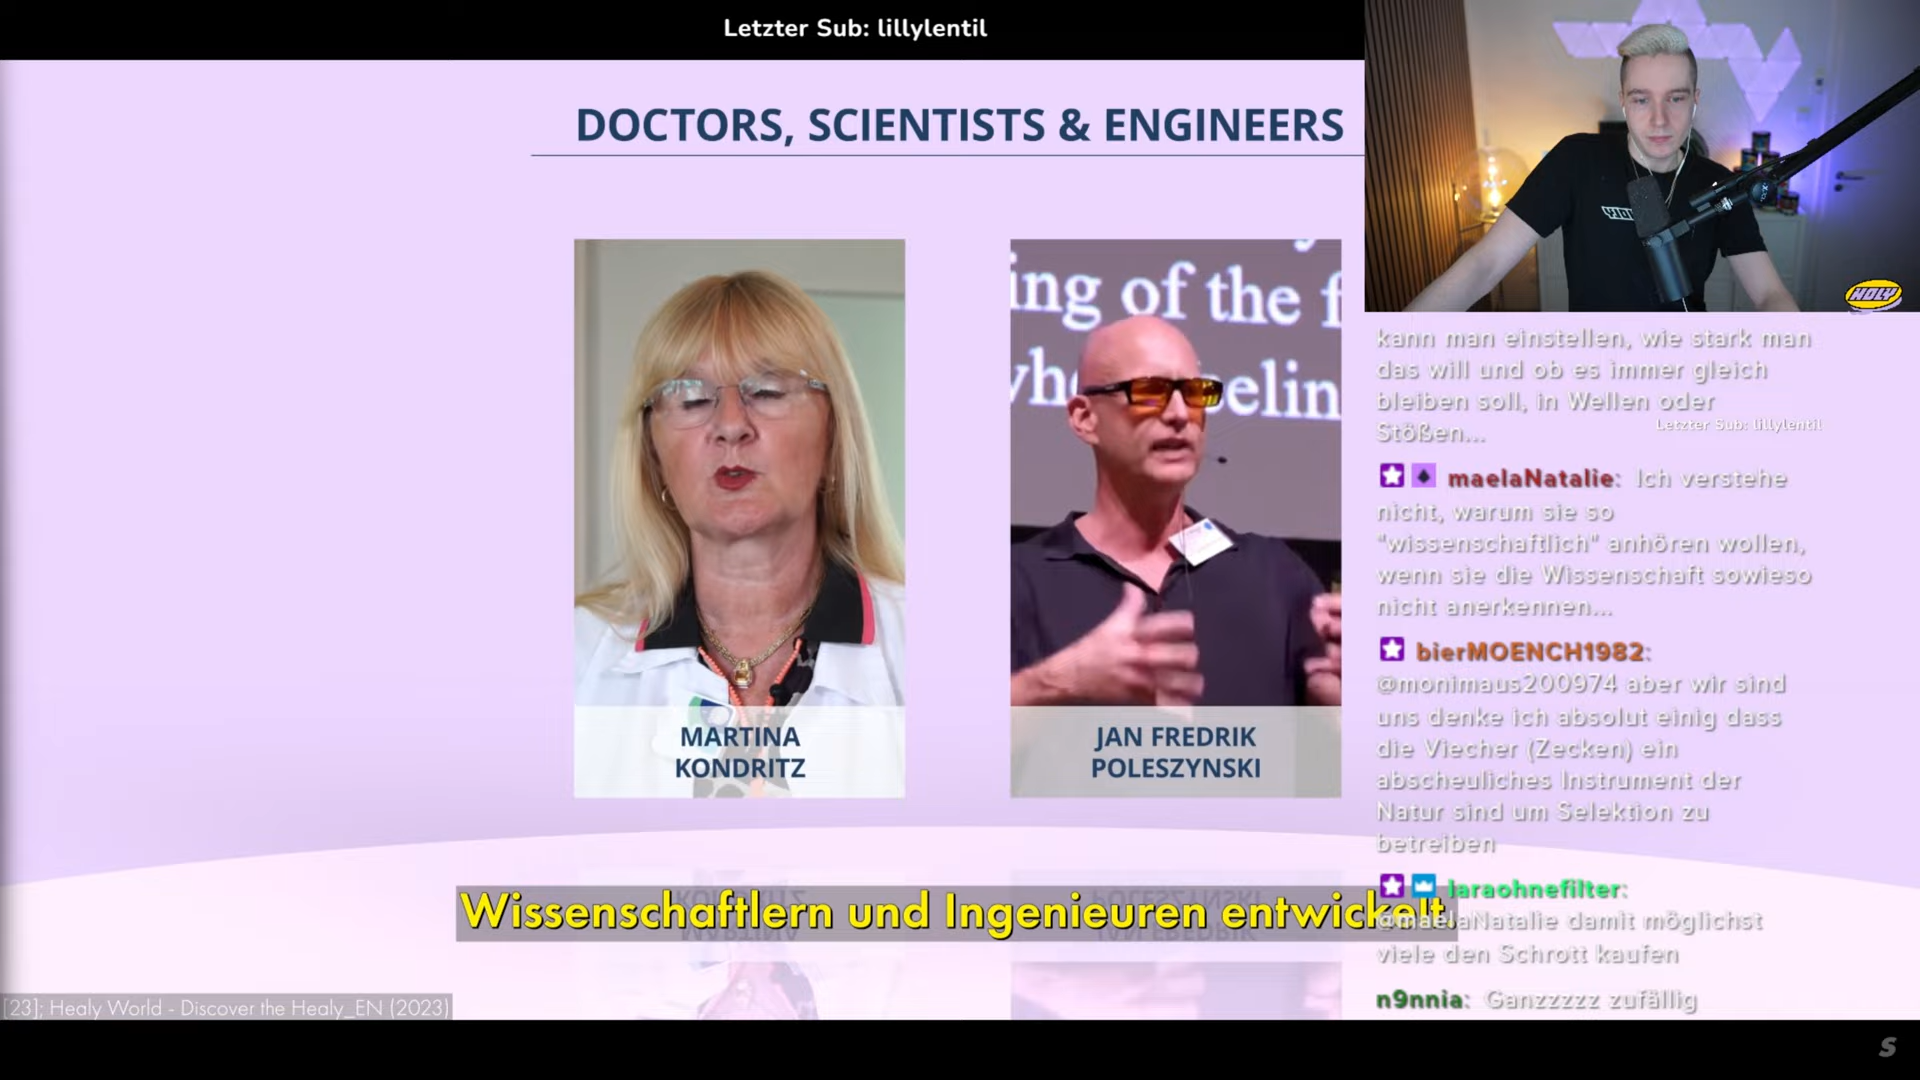 Letzter Sub: lillylentil
DOCTORS, SCIENTISTS & ENGINEERS
ing of the f
elin
MARTINA
KONDRITZ
JAN FREDRIK
POLESZYNSKI
Wissenschaftlern und Ingenieuren entwickelt.
[23]; Healy World - Discover the Healy_EN (2023)
HOLY
kann man einstellen, wie stark man
das will und ob es immer gleich
bleiben soll, in Wellen oder
Stößen...
Letzter Sub: lillylentil
maelaNatalie: Ich verstehe
nicht, warum sie so
"wissenschaftlich" anhören wollen,
wenn sie die Wissenschaft sowieso
nicht anerkennen...
bierMOENCH1982:
@monimaus200974 aber wir sind
uns denke ich absolut einig dass
die Viecher (Zecken) ein
abscheuliches Instrument der
Natur sind um Selektion zu
betreiben
laraohnefilter:
@maelaNatalie damit möglichst
viele den Schrott kaufen
n9nnia: Ganzzzzz zufällig
S